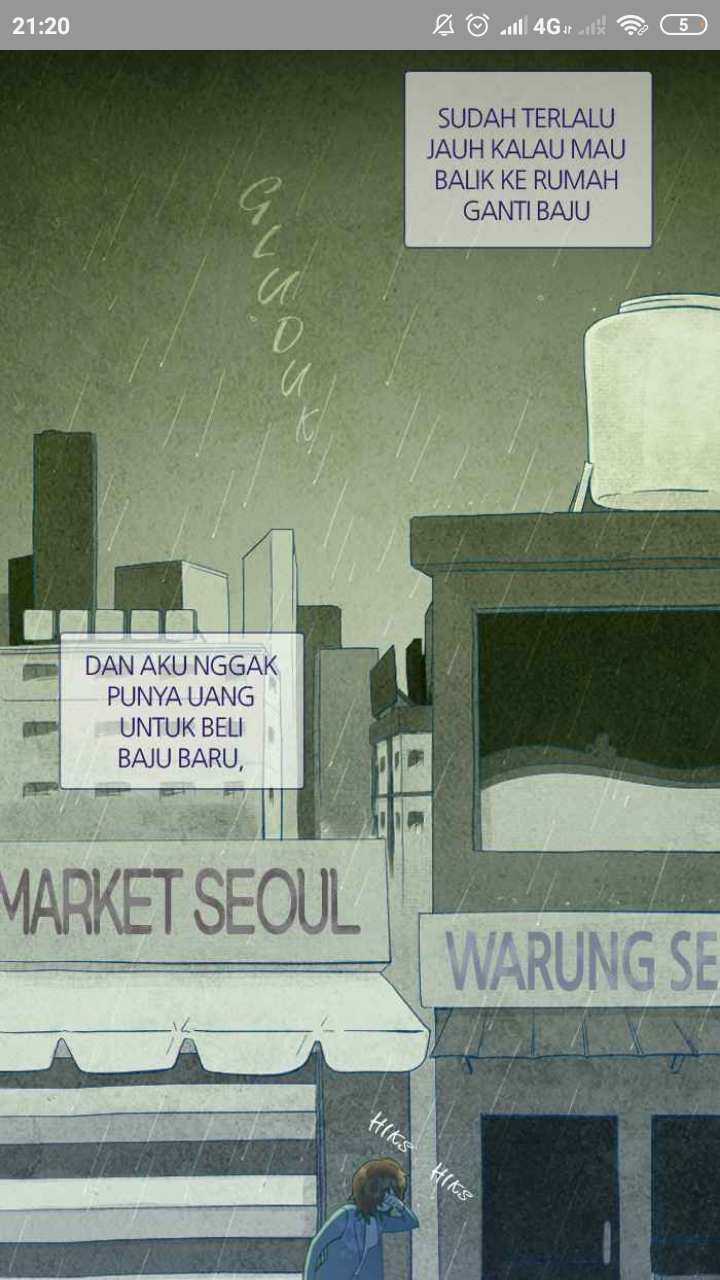 21:20
4G
5
SUDAH TERLALU
JAUH KALAU MAU
BALIK KE RUMAH
GANTI BAJU
GLUDUK
DAN AKU NGGAK
PUNYA UANG
UNTUK BELI
BAJU BARU,
MARKET SEOUL
WARUNG SE
HIKS
HIKS